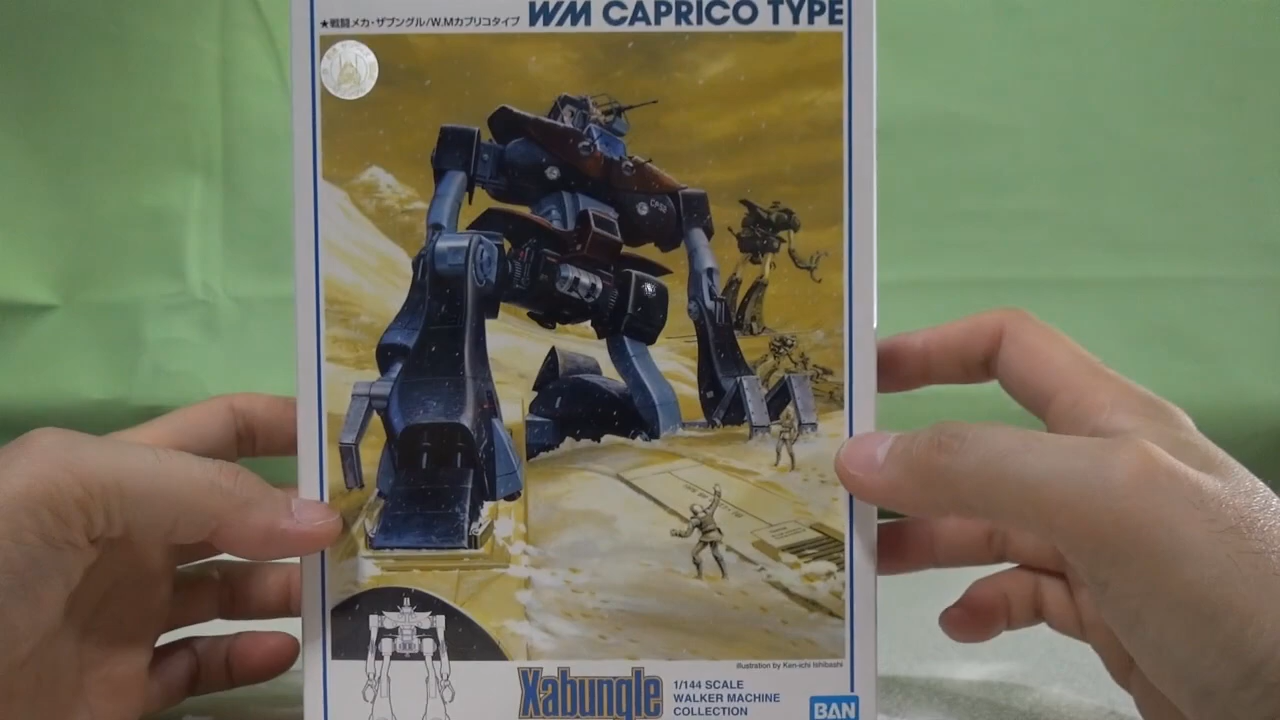 ★戦闘メカ・ザブングル/W.Mカプリコタイプ
WM CAPRICO TYPE
CPS2
Illustration by Ken-ichi Ishibashi
Xabungle
1/144 SCALE
WALKER MACHINE
COLLECTION
BAN